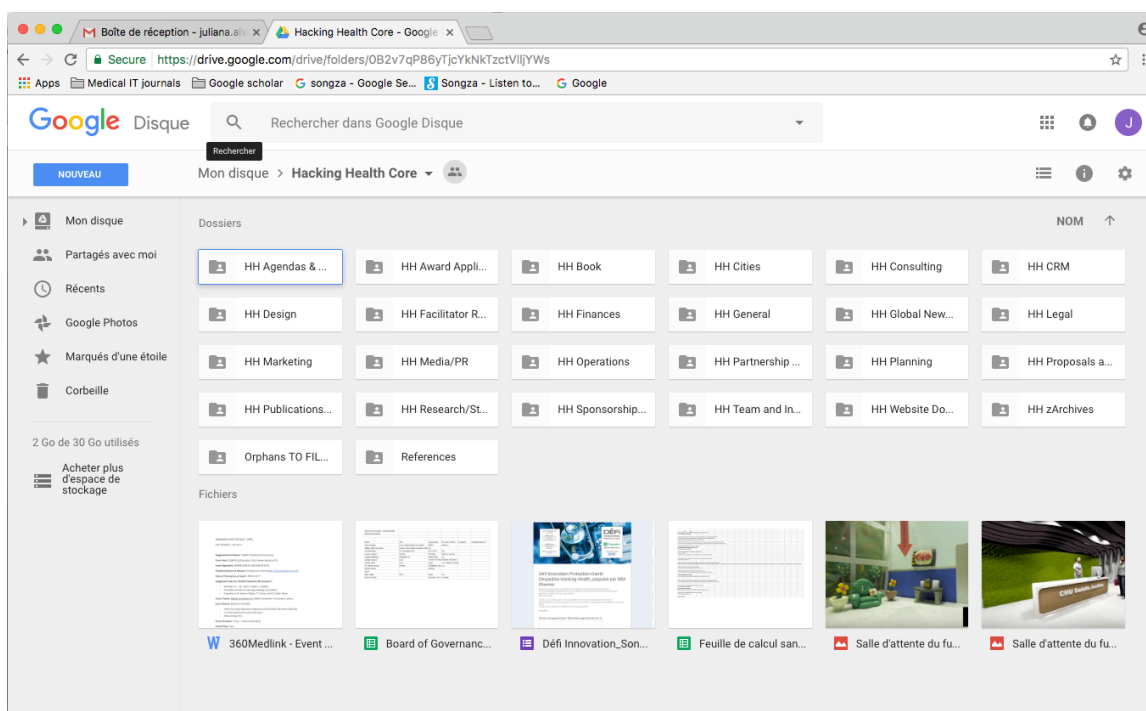 Boîte de réception - juliana.alv
Hacking Health Core - Google
Secure https://drive.google.com/drive/folders/0B2v7qP86yTjcYkNkTzctVlljYWs
Apps Medical IT journals Google scholar songza - Google Se... Songza - Listen to... Google
Google Disque
Rechercher dans Google Disque
J
Rechercher
NOUVEAU
Mon disque > Hacking Health Core
Mon disque
Partagés avec moi
Récents
Google Photos
Marqués d'une étoile
Corbeille
2 Go de 30 Go utilisés
Acheter plus
d'espace de
stockage
Dossiers
NOM
HH Agendas & ...
HH Award Appli...
HH Book
HH Cities
HH Consulting
HH CRM
HH Design
HH Facilitator R...
HH Finances
HH General
HH Global New...
HH Legal
HH Marketing
HH Media/PR
HH Operations
HH Partnership ...
HH Planning
HH Proposals a...
HH Publications...
HH Research/St...
HH Sponsorship...
HH Team and In...
HH Website Do...
HH zArchives
Orphans TO FIL...
References
Fichiers
DÉFI
CHU Sainte Justine
360Medlink - Event ...
Board of Governanc...
Défi Innovation_Son...
Feuille de calcul san...
Salle d'attente du fu...
Salle d'attente du fu...